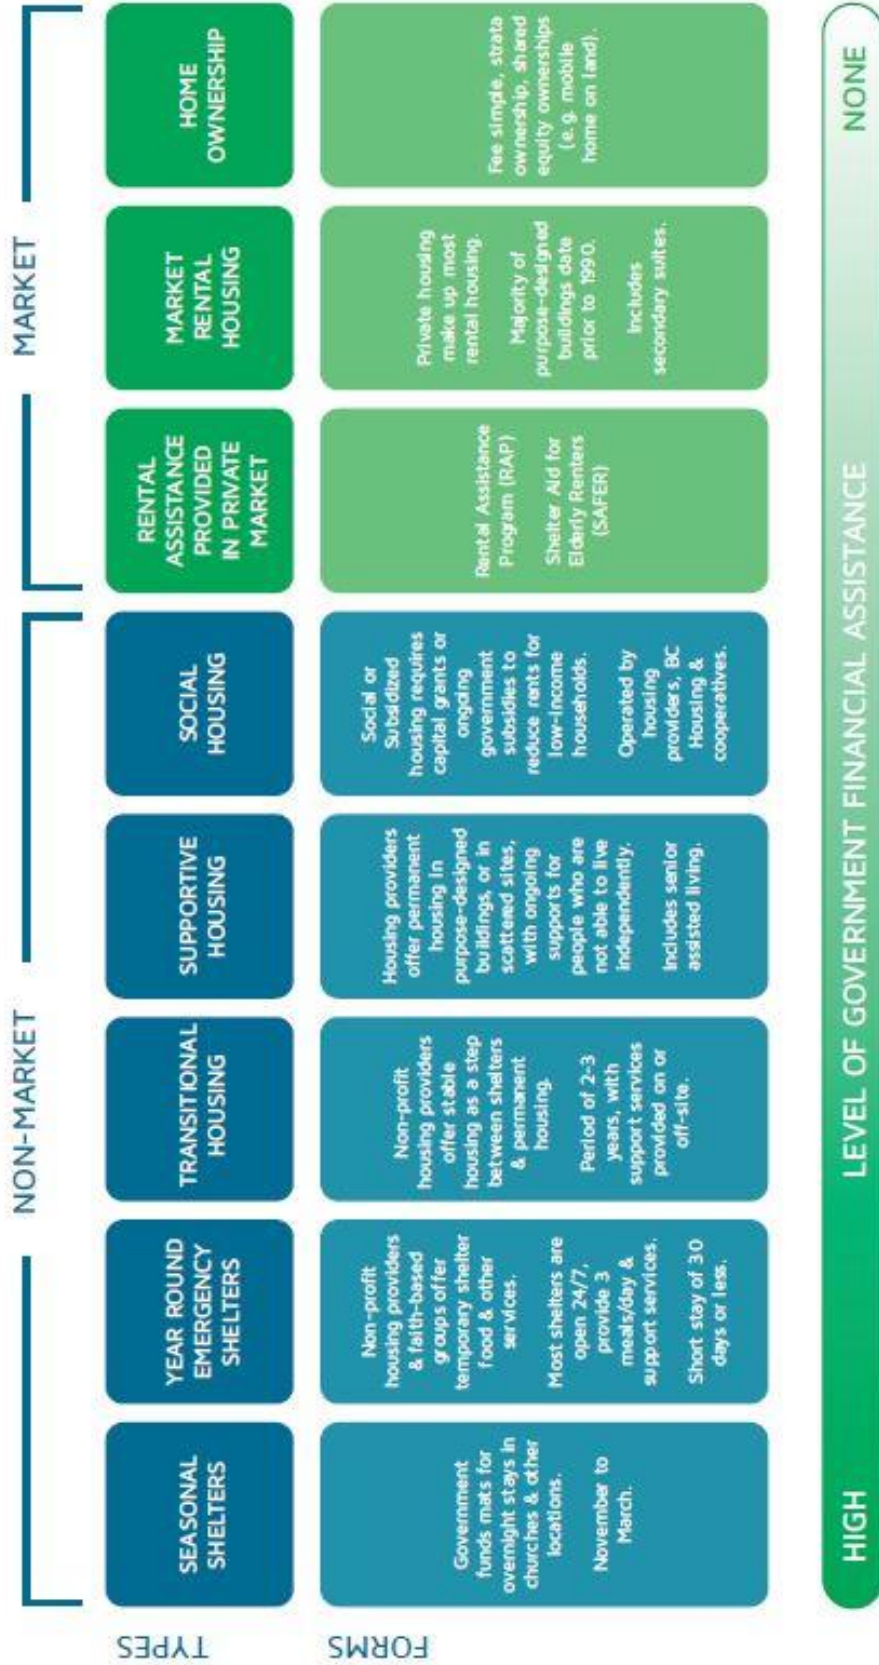 NON-MARKET
MARKET
TYPES
SEASONAL
SHELTERS
YEAR ROUND
EMERGENCY
SHELTERS
TRANSITIONAL
HOUSING
SUPPORTIVE
HOUSING
SOCIAL
HOUSING
RENTAL
ASSISTANCE
PROVIDED
IN PRIVATE
MARKET
MARKET
RENTAL
HOUSING
HOME
OWNERSHIP
FORMS
Government
funds mats for
overnight stays in
churches & other
locations.
November to
March.
Non-profit
housing providers
& faith-based
groups offer
temporary shelter
food & other
services.
Most shelters are
open 24/7,
provide 3
meals/day &
support services.
Short stay of 30
days or less.
Non-profit
housing providers
offer stable
housing as a step
between shelters
& permanent
housing.
Period of 2-3
years, with
support services
provided on or
off-site.
Housing providers
offer permanent
housing in
purpose-designed
buildings, or in
scattered sites,
with ongoing
supports for
people who are
not able to live
independently.
Includes senior
assisted living.
Social or
Subsidized
housing requires
capital grants or
ongoing
government
subsidies to
reduce rents for
low-income
households.
Operated by
housing
providers, BC
Housing &
cooperatives.
Rental Assistance
Program (RAP)
Shelter Aid for
Elderly Renters
(SAFER)
Private housing
make up most
rental housing.
Majority of
purpose-designed
buildings date
prior to 1990.
Includes
secondary suites.
Fee simple, strata
ownership, shared
equity ownerships
(e.g. mobile
home on land).
HIGH LEVEL OF GOVERNMENT FINANCIAL ASSISTANCE NONE